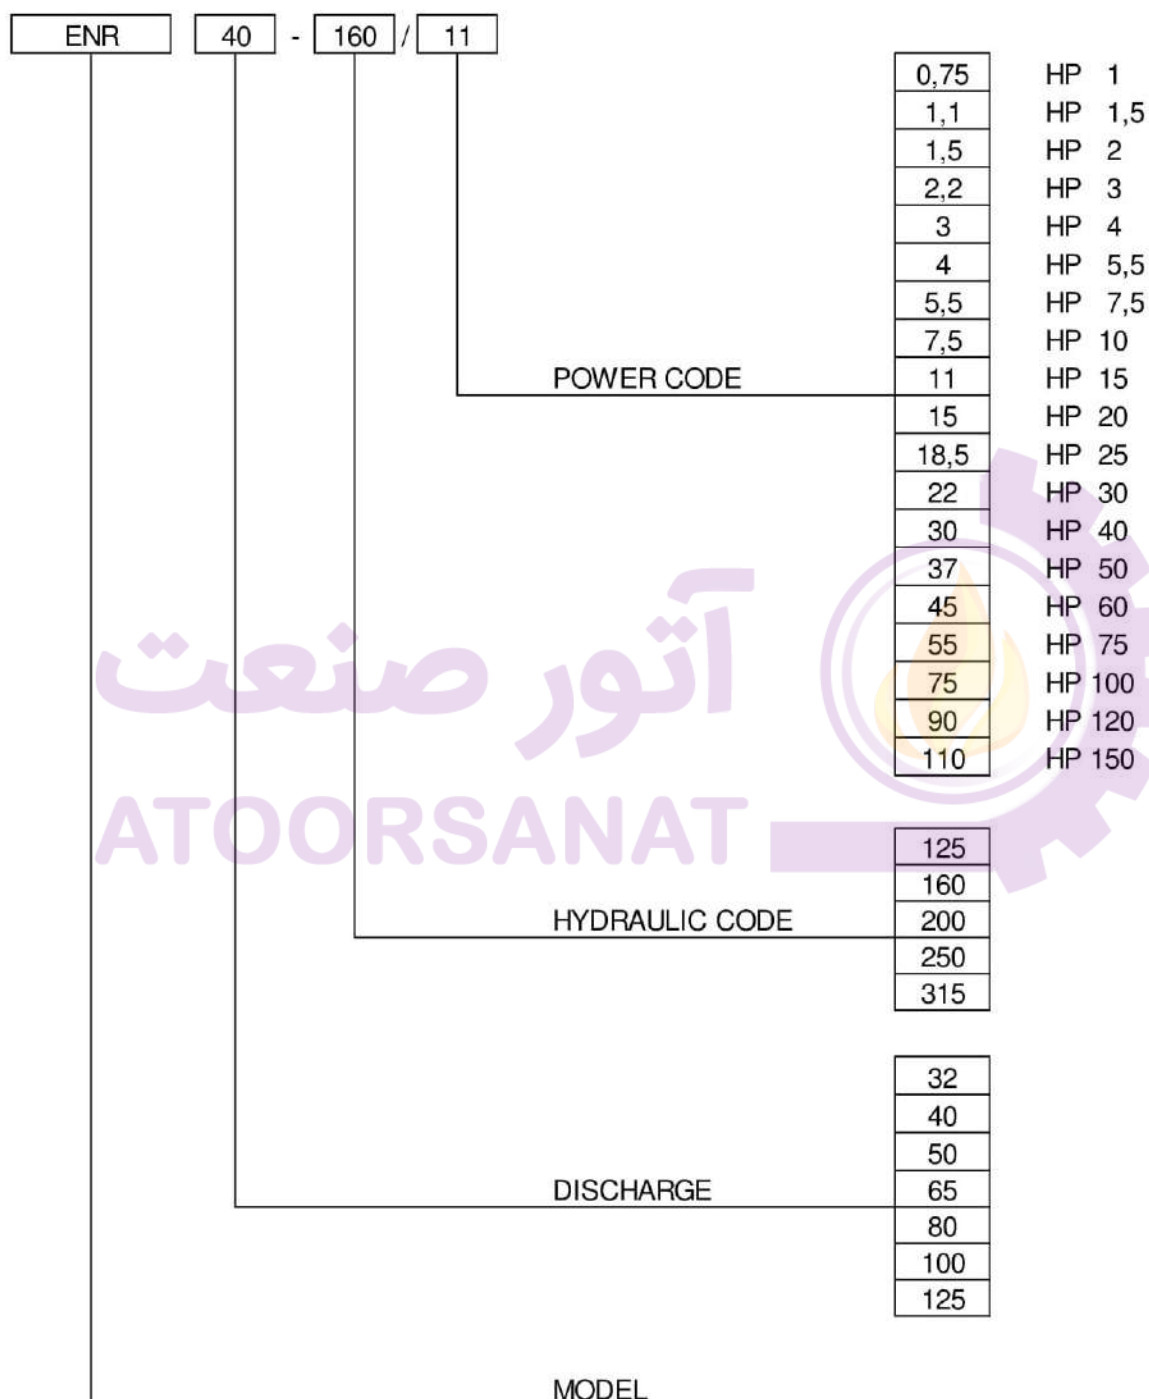 ENR 40 - 160 / 11
0,75 HP 1
1,1 HP 1,5
1,5 HP 2
2,2 HP 3
3 HP 4
4 HP 5,5
5,5 HP 7,5
7,5 HP 10
POWER CODE 11 HP 15
15 HP 20
18,5 HP 25
22 HP 30
30 HP 40
37 HP 50
45 HP 60
55 HP 75
75 HP 100
90 HP 120
110 HP 150
آتور صنعت
ATOORSANAT
125
160
HYDRAULIC CODE 200
250
315
32
40
50
DISCHARGE 65
80
100
125
MODEL